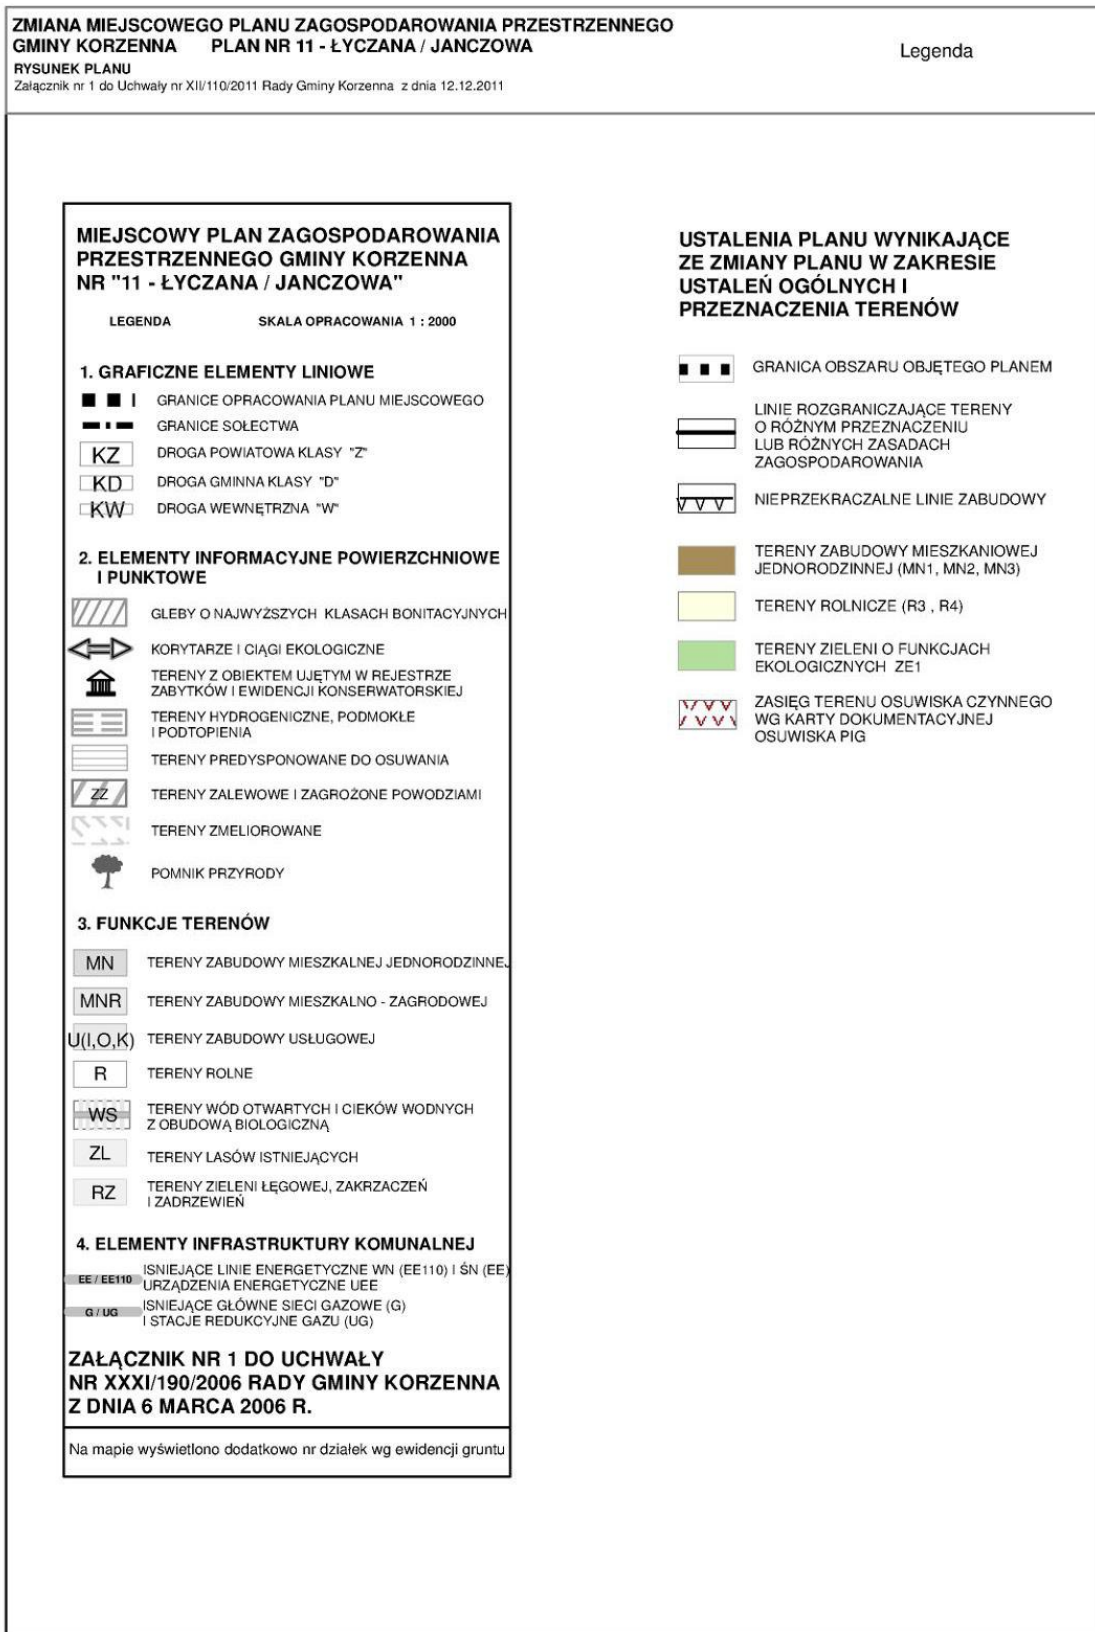 ZMIANA MIEJSCOWEGO PLANU ZAGOSPODAROWANIA PRZESTRZENNEGO
GMINY KORZENNA PLAN NR 11 - ŁYCZANA / JANCZOWA
RYSUNEK PLANU
Załącznik nr 1 do Uchwały nr XII/110/2011 Rady Gminy Korzenna z dnia 12.12.2011
Legenda
MIEJSCOWY PLAN ZAGOSPODAROWANIA
PRZESTRZENNEGO GMINY KORZENNA
NR "11 - ŁYCZANA / JANCZOWA"
LEGENDA SKALA OPRACOWANIA 1 : 2000
1. GRAFICZNE ELEMENTY LINIOWE
GRANICE OPRACOWANIA PLANU MIEJSCOWEGO
GRANICE SOŁECTWA
KZ DROGA POWIATOWA KLASY "Z"
KD DROGA GMINNA KLASY "D"
KW DROGA WEWNĘTRZNA "W"
2. ELEMENTY INFORMACYJNE POWIERZCHNIOWE
I PUNKTOWE
GLEBY O NAJWYŻSZYCH KLASACH BONITACYJNYCH
KORYTARZE I CIĄGI EKOLOGICZNE
TERENY Z OBIEKTEM UJĘTYM W REJESTRZE
ZABYTKÓW I EWIDENCJI KONSERWATORSKIEJ
TERENY HYDROGENICZNE, PODMOKŁE
I PODTOPIENIA
TERENY PREDYSPONOWANE DO OSUWANIA
ZZ TERENY ZALEWOWE I ZAGROŻONE POWODZIAMI
TERENY ZMELIOROWANE
POMNIK PRZYRODY
3. FUNKCJE TERENÓW
MN TERENY ZABUDOWY MIESZKALNEJ JEDNORODZINNEJ
MNR TERENY ZABUDOWY MIESZKALNO - ZAGRODOWEJ
U(I,O,K) TERENY ZABUDOWY USŁUGOWEJ
R TERENY ROLNE
WS TERENY WÓD OTWARTYCH I CIEKÓW WODNYCH
Z OBUDOWĄ BIOLOGICZNĄ
ZL TERENY LASÓW ISTNIEJĄCYCH
RZ TERENY ZIELENI ŁĘGOWEJ, ZAKRZACZEŃ
I ZADRZEWIEŃ
4. ELEMENTY INFRASTRUKTURY KOMUNALNEJ
EE / EE110 ISNIEJĄCE LINIE ENERGETYCZNE WN (EE110) I ŚN (EE)
URZĄDZENIA ENERGETYCZNE UEE
G / UG ISNIEJĄCE GŁÓWNE SIECI GAZOWE (G)
I STACJE REDUKCYJNE GAZU (UG)
ZAŁĄCZNIK NR 1 DO UCHWAŁY
NR XXXI/190/2006 RADY GMINY KORZENNA
Z DNIA 6 MARCA 2006 R.
Na mapie wyświetlono dodatkowo nr działek wg ewidencji gruntu
USTALENIA PLANU WYNIKAJĄCE
ZE ZMIANY PLANU W ZAKRESIE
USTALEŃ OGÓLNYCH I
PRZEZNACZENIA TERENÓW
GRANICA OBSZARU OBJĘTEGO PLANEM
LINIE ROZGRANICZAJĄCE TERENY
O RÓŻNYM PRZEZNACZENIU
LUB RÓŻNYCH ZASADACH
ZAGOSPODAROWANIA
NIEPRZEKRACZALNE LINIE ZABUDOWY
TERENY ZABUDOWY MIESZKANIOWEJ
JEDNORODZINNEJ (MN1, MN2, MN3)
TERENY ROLNICZE (R3 , R4)
TERENY ZIELENI O FUNKCJACH
EKOLOGICZNYCH ZE1
ZASIĘG TERENU OSUWISKA CZYNNEGO
WG KARTY DOKUMENTACYJNEJ
OSUWISKA PIG